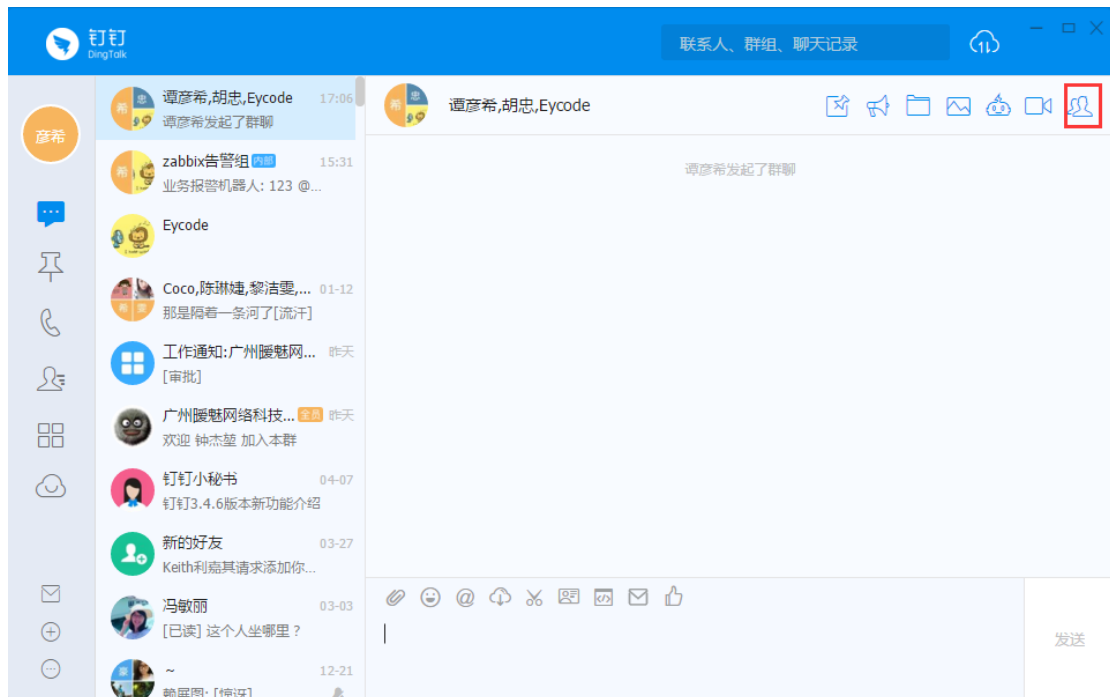 钉钉
DingTalk
联系人、群组、聊天记录
彦希
希 忠
谭彦希,胡忠,Eycode 17:06
谭彦希发起了群聊
希
zabbix告警组 内部 15:31
业务报警机器人: 123 @...
Eycode
Coco,陈琳婕,黎洁雯,... 01-12
那是隔着一条河了[流汗]
希 雯
工作通知:广州暖魅网... 昨天
[审批]
广州暖魅网络科技... 全员 昨天
欢迎 钟杰堃 加入本群
钉钉小秘书 04-07
钉钉3.4.6版本新功能介绍
新的好友 03-27
Keith利嘉其请求添加你...
冯敏丽 03-03
[已读] 这个人坐哪里？
~ 12-21
希 忠
谭彦希,胡忠,Eycode
谭彦希发起了群聊
发送